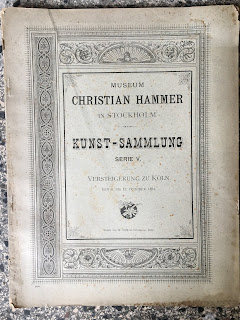 MUSEUM
CHRISTIAN HAMMER
IN STOCKHOLM
KUNST-SAMMLUNG
SERIE V.
VERSTEIGERUNG ZU KÖLN